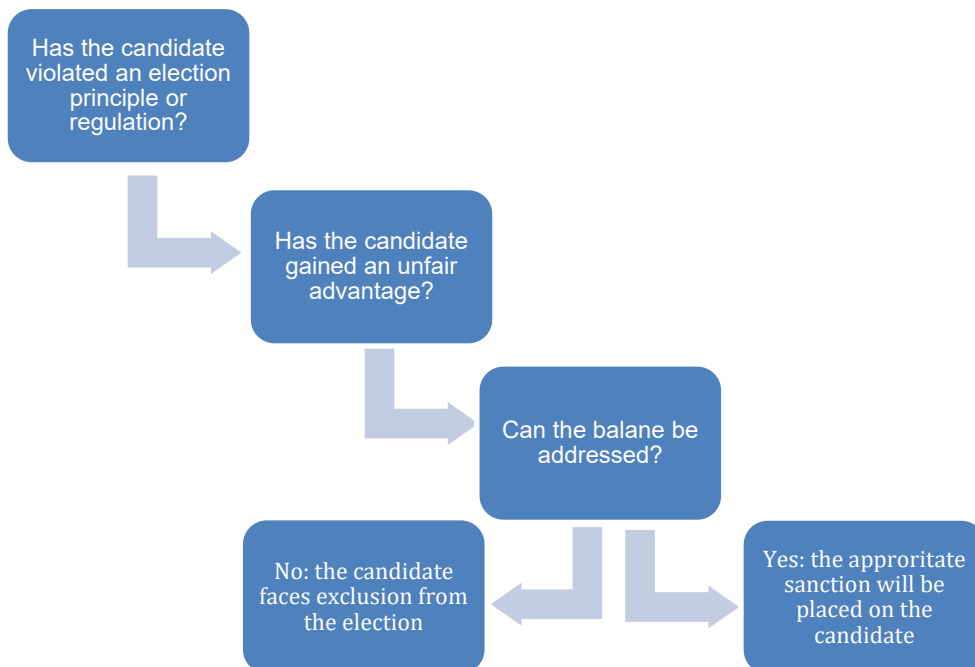 Has the candidate
violated an election
principle or
regulation?
Has the candidate
gained an unfair
advantage?
Can the balane be
addressed?
No: the candidate
faces exclusion from
the election
Yes: the approritate
sanction will be
placed on the
candidate